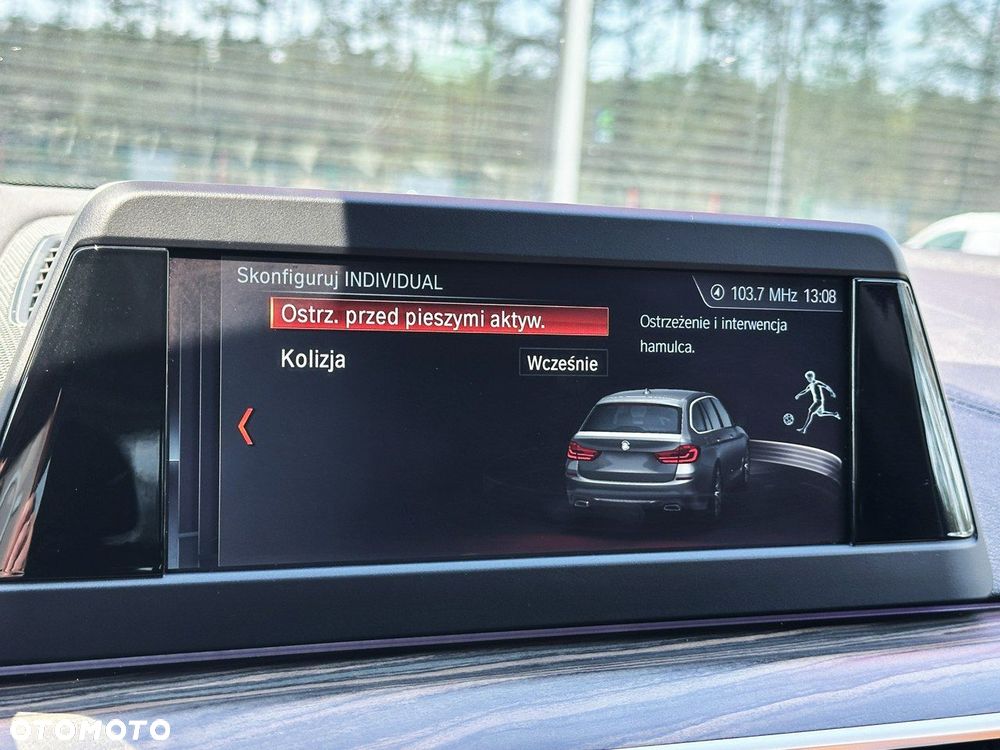 Skonfiguruj INDIVIDUAL
103.7 MHz 13:08
Ostrz. przed pieszymi aktyw.
Kolizja
Wcześnie
Ostrzeżenie i interwencja
hamulca.
OTOMOTO